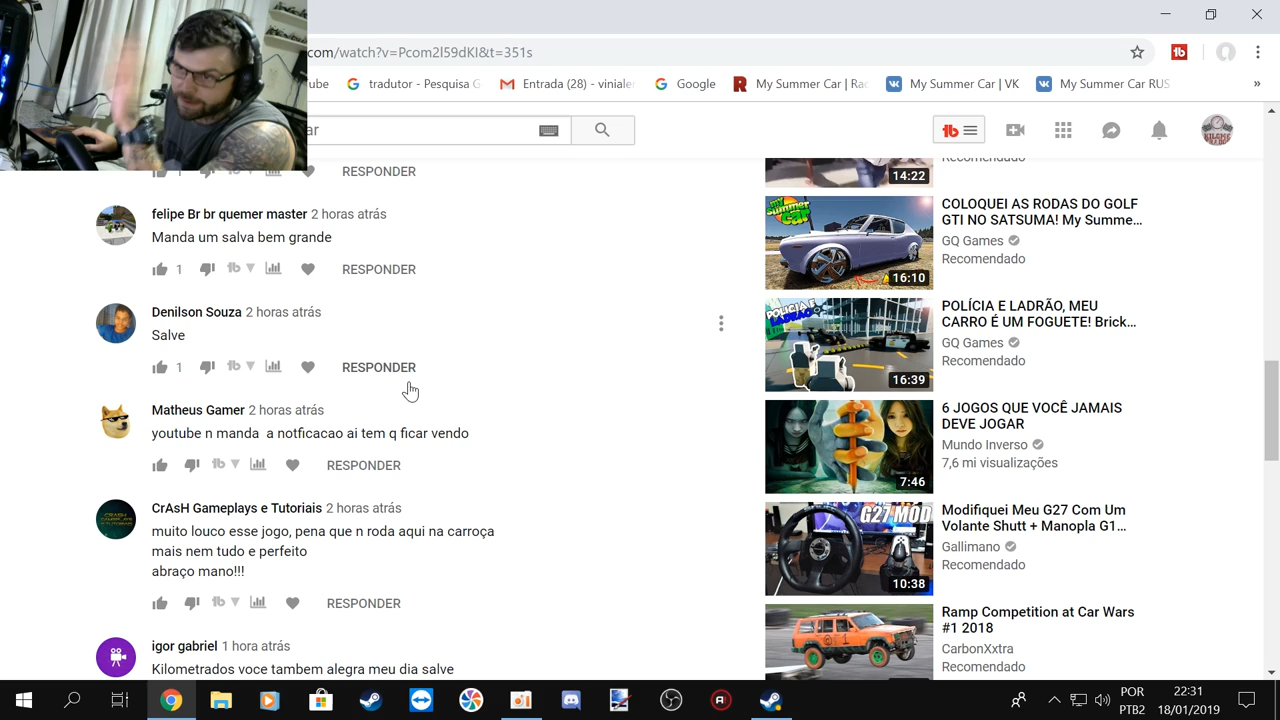 com/watch?v=Pcom2l59dKI&t=351s
ube
tradutor - Pesquisa G
Entrada (28) - viniale
Google
My Summer Car | Ra
My Summer Car | VK
My Summer Car RUS
»
ar
RESPONDER
felipe Br br quemer master 2 horas atrás
Manda um salva bem grande
1 RESPONDER
Denilson Souza 2 horas atrás
Salve
1 RESPONDER
Matheus Gamer 2 horas atrás
youtube n manda a notficacao ai tem q ficar vendo
RESPONDER
CrAsH Gameplays e Tutoriais 2 horas atrás
muito louco esse jogo, pena que n roda aqui na carroça
mais nem tudo e perfeito
abraço mano!!!
RESPONDER
igor gabriel 1 hora atrás
Kilometrados voce tambem alegra meu dia salve
14:22
Recomendado
my summer car
16:10
COLOQUEI AS RODAS DO GOLF
GTI NO SATSUMA! My Summe...
GQ Games
Recomendado
POLÍCIA E LADRÃO
16:39
POLÍCIA E LADRÃO, MEU
CARRO É UM FOGUETE! Brick...
GQ Games
Recomendado
7:46
6 JOGOS QUE VOCÊ JAMAIS
DEVE JOGAR
Mundo Inverso
7,6 mi visualizações
G27 MOD
10:38
Modifiquei Meu G27 Com Um
Volante Shutt + Manopla G1...
Gallimano
Recomendado
Ramp Competition at Car Wars
#1 2018
CarbonXxtra
Recomendado
POR
PTB2
22:31
18/01/2019